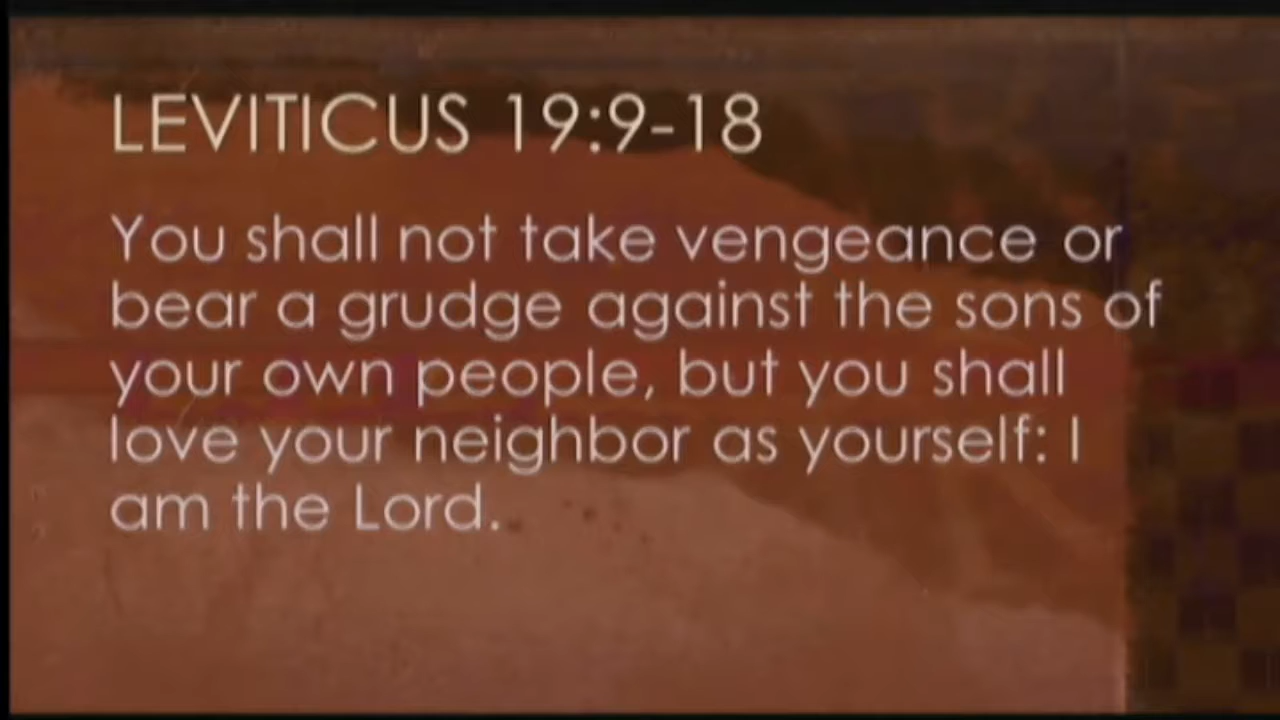 LEVITICUS 19:9-18
You shall not take vengeance or
bear a grudge against the sons of
your own people, but you shall
love your neighbor as yourself: I
am the Lord.